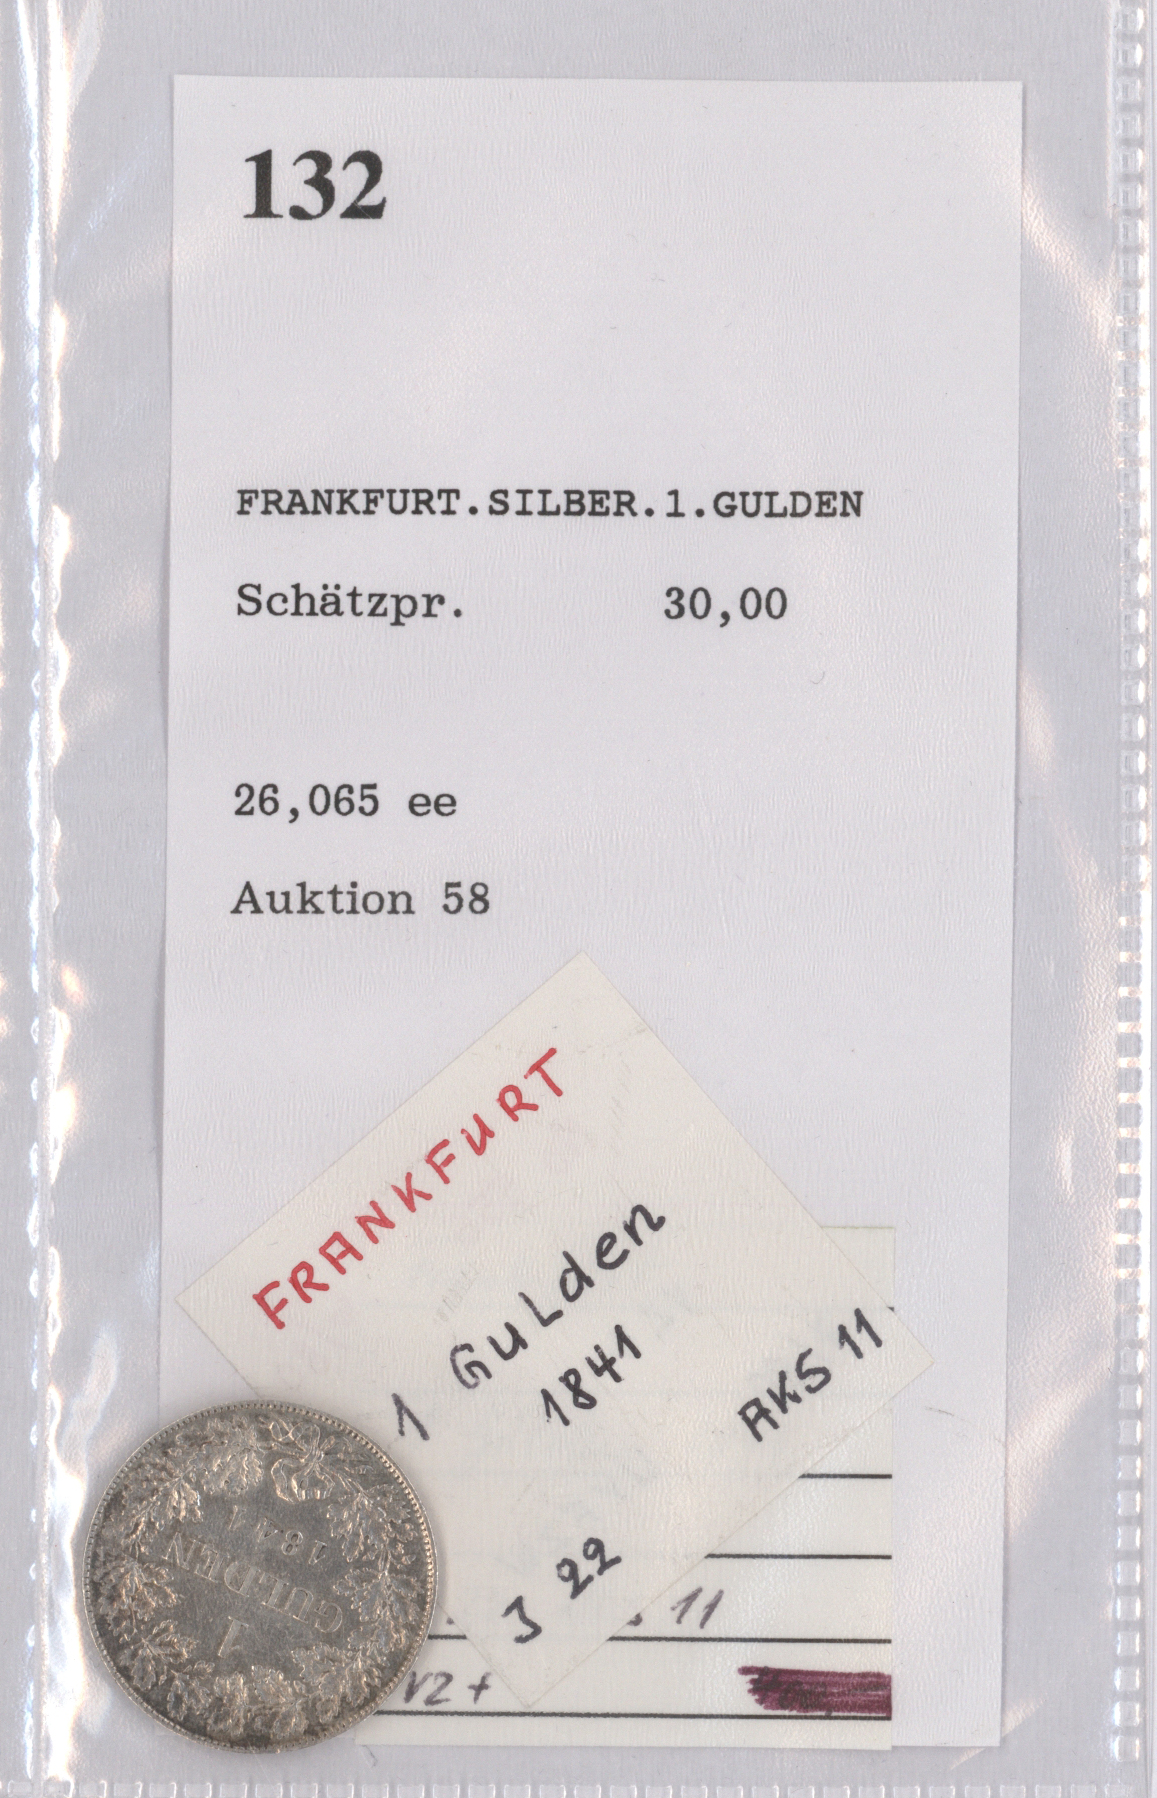 132
FRANKFURT.SILBER.1.GULDEN
Schätzpr. 30,00
26,065 ee
Auktion 58
FRANKFURT
1 Gulden
1841
AKS 11
J 22
11
VZ +
1
GULDEN
1841